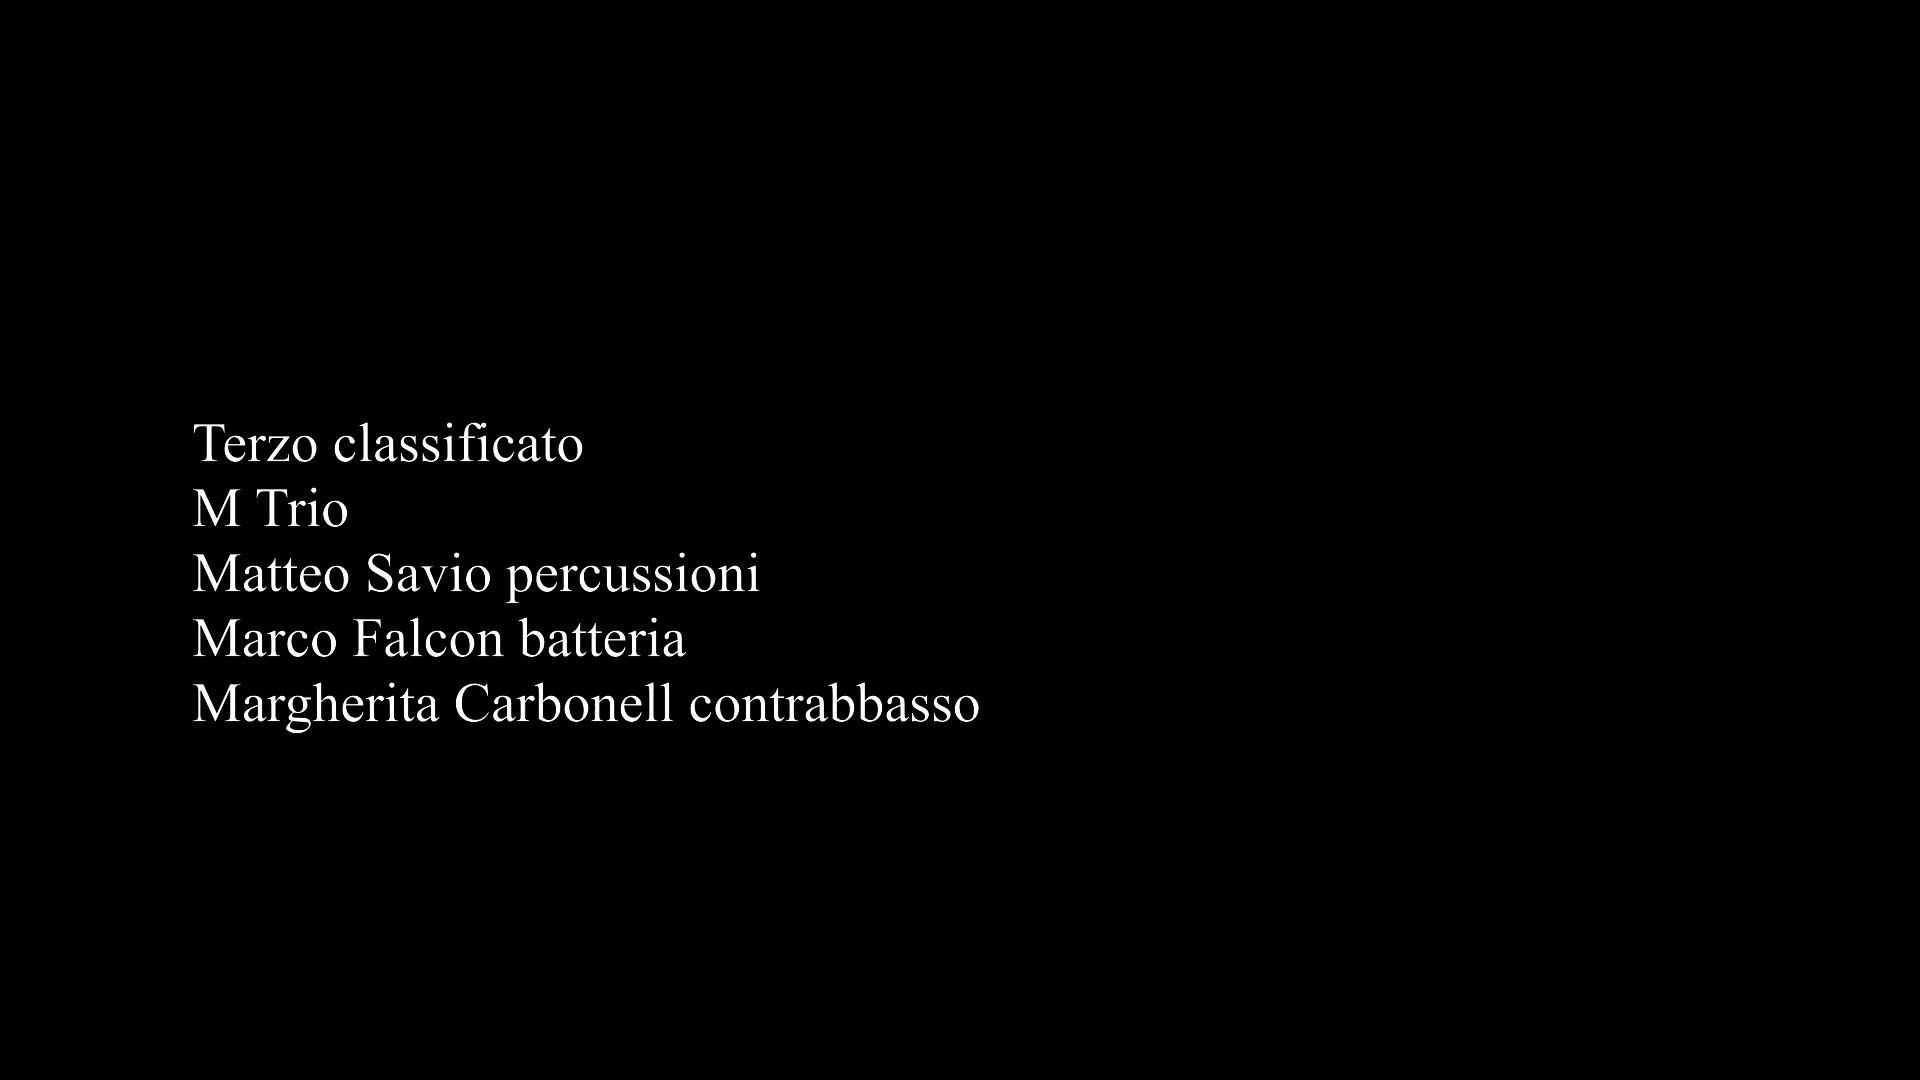 Terzo classificato
M Trio
Matteo Savio percussioni
Marco Falcon batteria
Margherita Carbonell contrabbasso